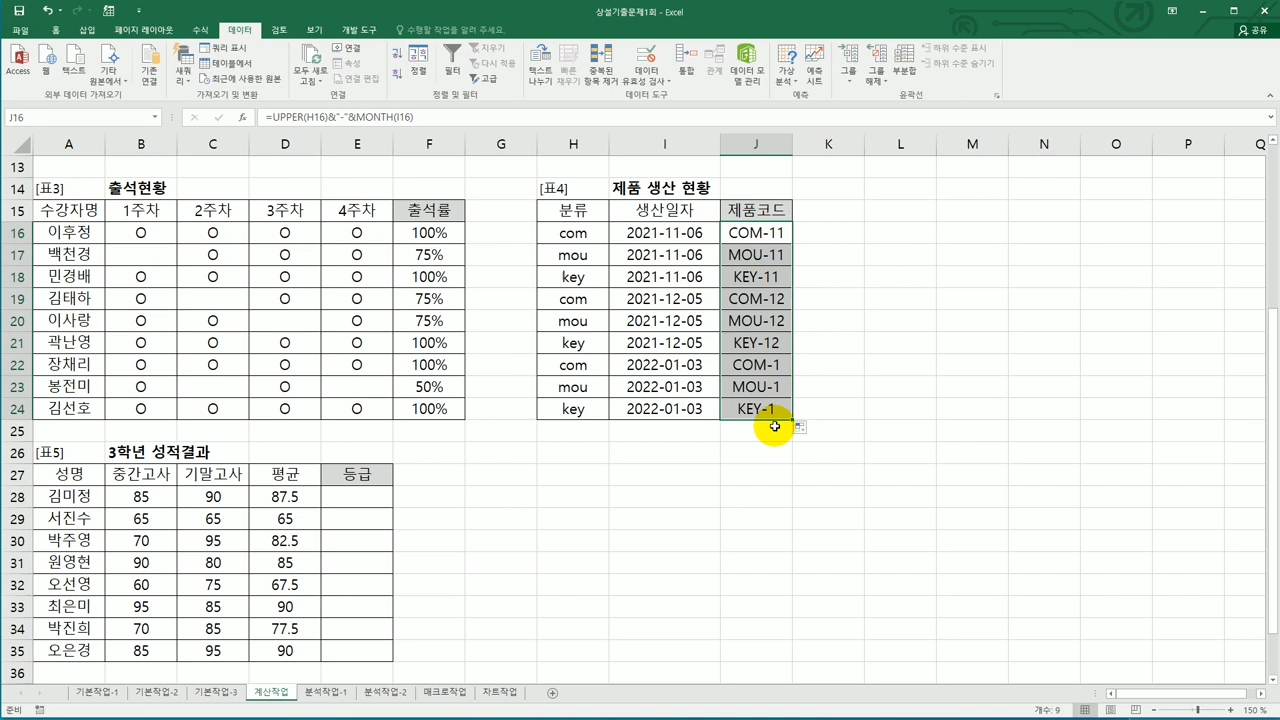 상설기출문제1회 - Excel
파일 홈 삽입 페이지 레이아웃 수식 데이터 검토 보기 개발 도구 수행할 작업을 알려 주세요. 공유
Access 웹 텍스트 기타 원본에서 기존 연결 새쿼리 쿼리 표시 테이블에서 최근에 사용한 원본 모두 새로 고침 연결 속성 연결 편집 정렬 필터 지우기 다시 적용 고급 텍스트 나누기 빠른 채우기 중복된 항목 제거 데이터 유효성 검사 통합 관계 데이터 모델 관리 가상 분석 예측 시트 그룹 그룹 해제 부분합 하위 수준 표시 하위 수준 숨기기
외부 데이터 가져오기 가져오기 및 변환 연결 정렬 및 필터 데이터 도구 예측 윤곽선
J16 fx =UPPER(H16)&"-"&MONTH(I16)
A B C D E F G H I J K L M N O P Q
13
14 [표3] 출석현황 [표4] 제품 생산 현황
15 수강자명 1주차 2주차 3주차 4주차 출석률 분류 생산일자 제품코드
16 이후정 O O O O 100% com 2021-11-06 COM-11
17 백천경 O O O 75% mou 2021-11-06 MOU-11
18 민경배 O O O O 100% key 2021-11-06 KEY-11
19 김태하 O O O 75% com 2021-12-05 COM-12
20 이사랑 O O O 75% mou 2021-12-05 MOU-12
21 곽난영 O O O O 100% key 2021-12-05 KEY-12
22 장채리 O O O O 100% com 2022-01-03 COM-1
23 봉전미 O O 50% mou 2022-01-03 MOU-1
24 김선호 O O O O 100% key 2022-01-03 KEY-1
25
26 [표5] 3학년 성적결과
27 성명 중간고사 기말고사 평균 등급
28 김미정 85 90 87.5
29 서진수 65 65 65
30 박주영 70 95 82.5
31 원영현 90 80 85
32 오선영 60 75 67.5
33 최은미 95 85 90
34 박진희 70 85 77.5
35 오은경 85 95 90
36
기본작업-1 기본작업-2 기본작업-3 계산작업 분석작업-1 분석작업-2 매크로작업 차트작업
준비 개수: 9 150 %